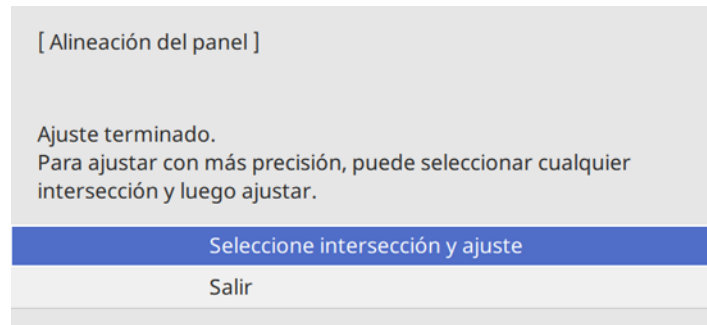 [ Alineación del panel ]
Ajuste terminado.
Para ajustar con más precisión, puede seleccionar cualquier
intersección y luego ajustar.
Seleccione intersección y ajuste
Salir